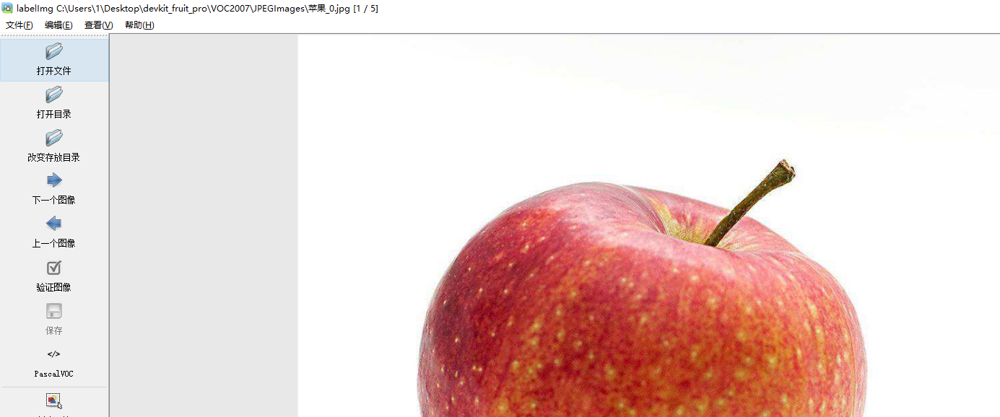 labelImg C:\Users\1\Desktop\devkit_fruit_pro\VOC2007\JPEGImages\苹果_0.jpg [1 / 5]
文件(F) 编辑(E) 查看(V) 帮助(H)
打开文件
打开目录
改变存放目录
下一个图像
上一个图像
验证图像
保存
</>
PascalVOC